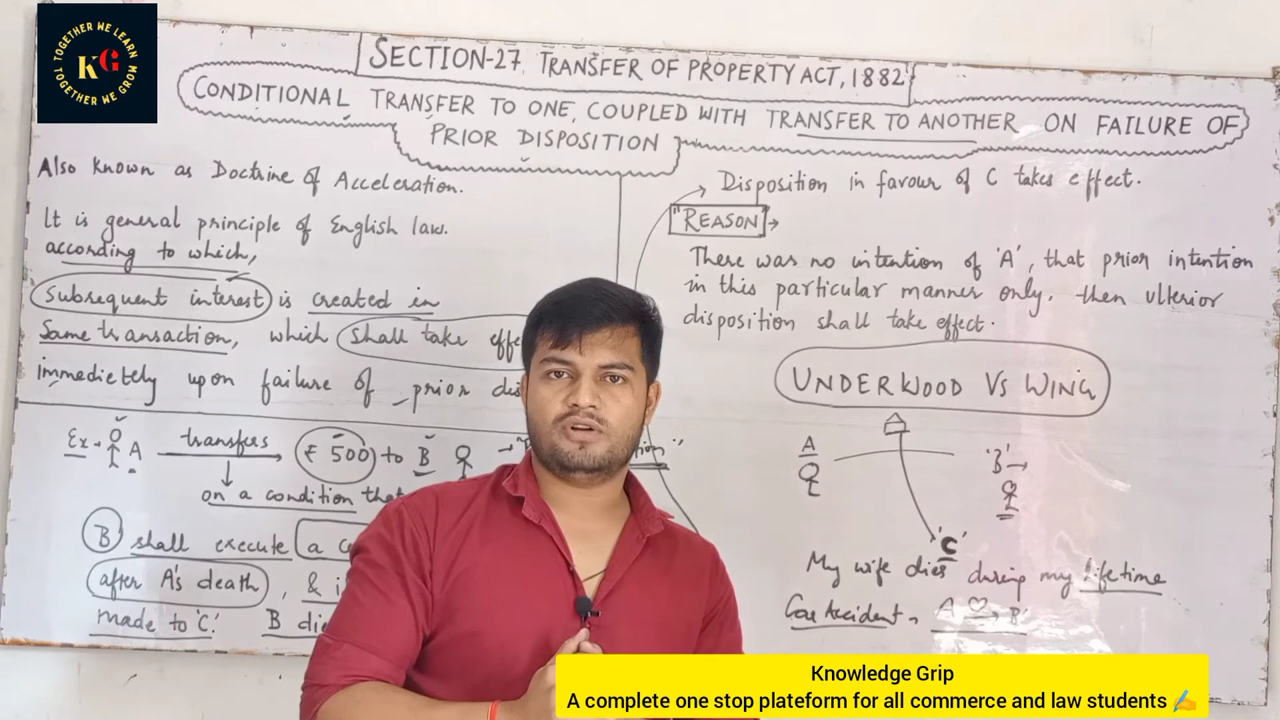 TOGETHER WE LEARN
KG
TOGETHER WE GROW
SECTION-27, TRANSFER OF PROPERTY ACT, 1882
CONDITIONAL TRANSFER TO ONE, COUPLED WITH TRANSFER TO ANOTHER ON FAILURE OF
PRIOR DISPOSITION
Also known as Doctrine of Acceleration.
It is general principle of English law.
according to which,
Subsequent interest is created in
Same transaction, which shall take effe
immedietely upon failure of prior dis
Ex → A transfers ₹ 500 to B
on a condition that
B shall execute a
after A's death, & i
made to 'C'. B die
Disposition in favour of C takes effect.
"REASON" →
There was no intention of 'A', that prior intention
in this particular manner only, then ulterior
disposition shall take effect.
UNDERWOOD VS WING
A 'B' →
'C'
My wife dies during my lifetime
Car Accident, A ♡ B'
Knowledge Grip
A complete one stop plateform for all commerce and law students ✍️